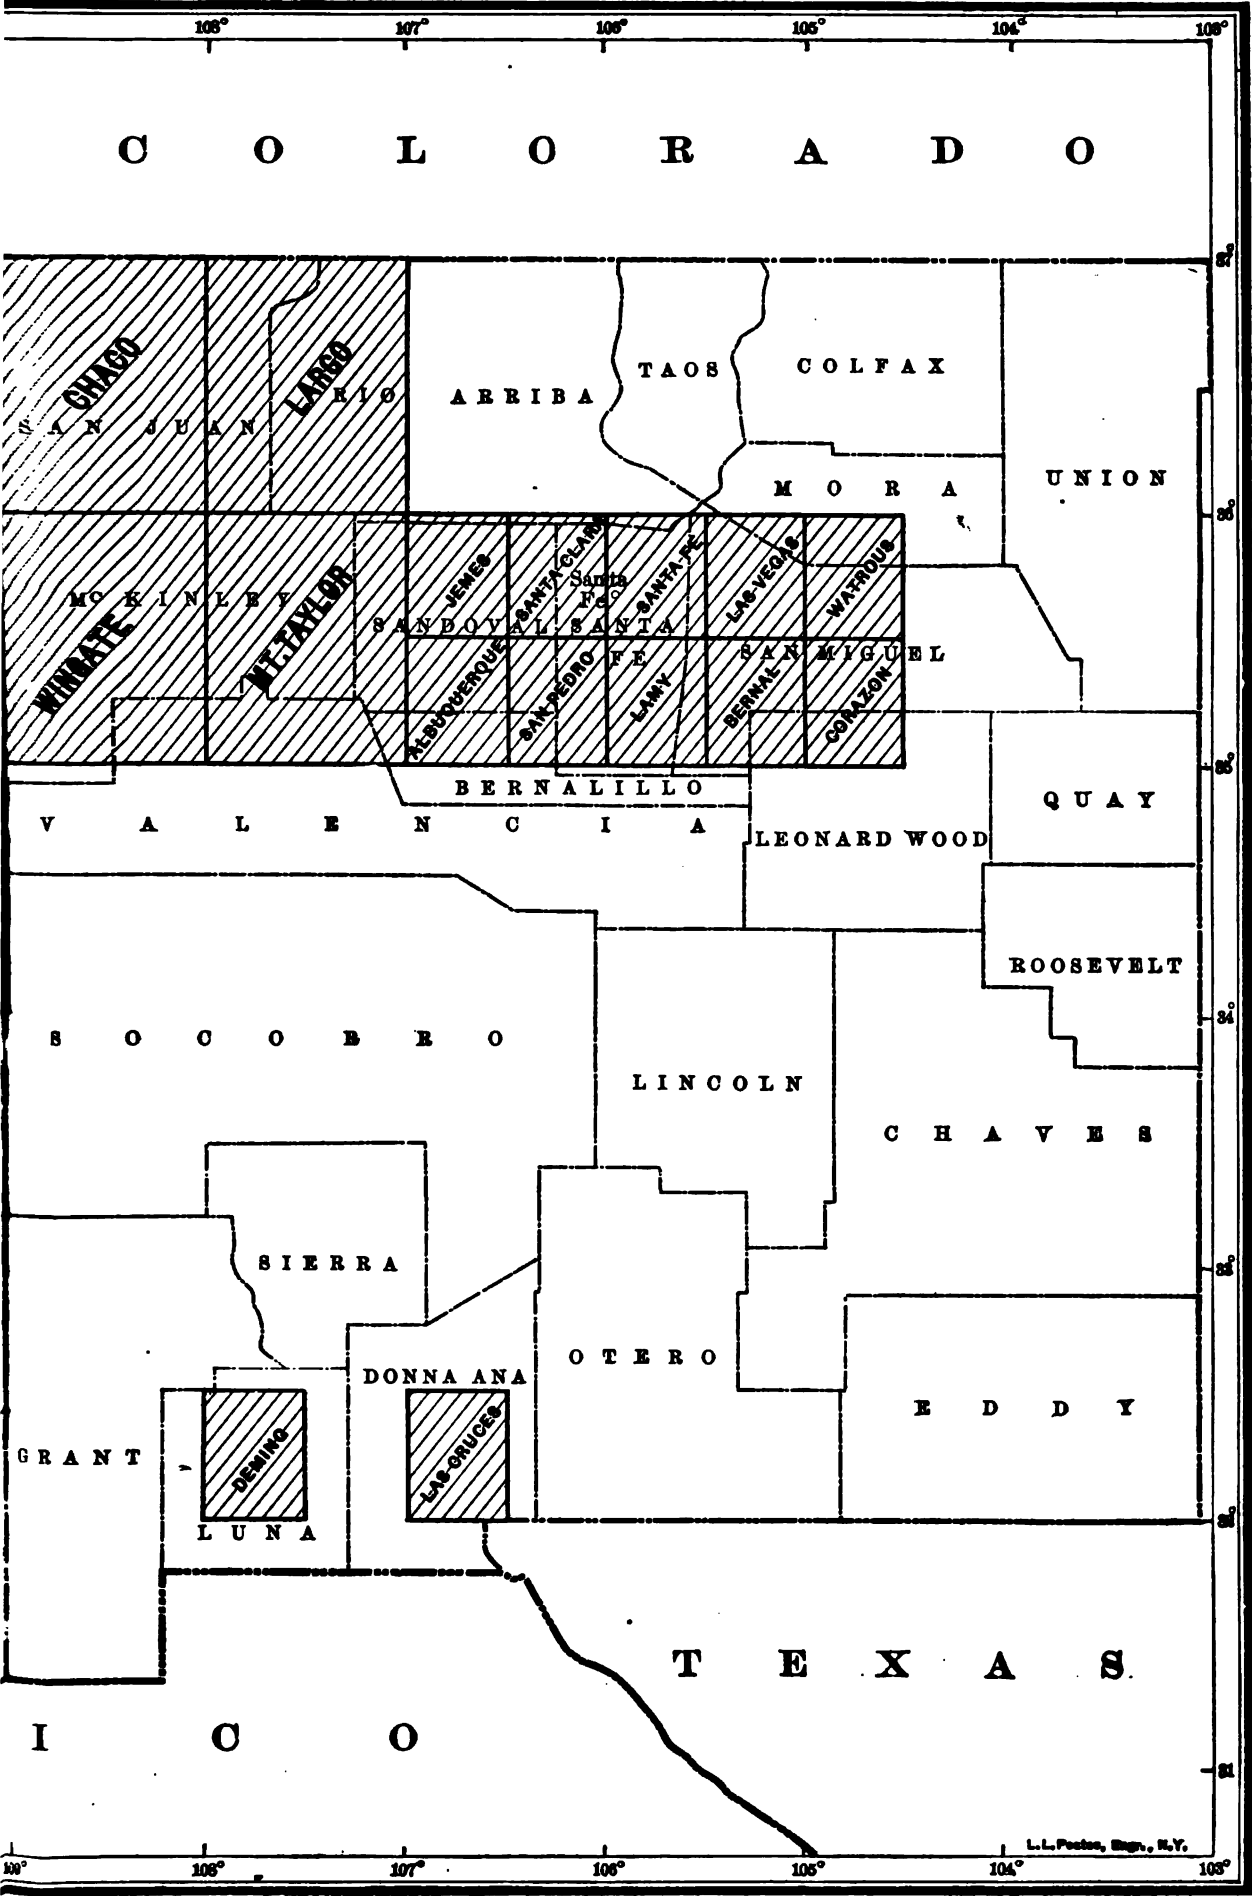 108° 107° 106° 105° 104° 103°
COLORADO
37°
CHACO
LARGO
TAOS
COLFAX
RIO ARRIBA
SAN JUAN
UNION
MORA
36°
JEMES
SANTA CLARA
SANTA FE
LAS VEGAS
WATROUS
Santa
Fe°
McKINLEY
WINGATE
MT. TAYLOR
SANDOVAL SANTA
FE
SAN MIGUEL
ALBUQUERQUE
SAN PEDRO
LAMY
BERNAL
CORAZON
35°
BERNALILLO
QUAY
VALENCIA
LEONARD WOOD
ROOSEVELT
34°
SOCORRO
LINCOLN
CHAVES
33°
SIERRA
OTERO
DONNA ANA
EDDY
GRANT
DEMING
LAS CRUCES
32°
LUNA
TEXAS
ICO
31
L.L. Poates, Engr., N.Y.
109° 108° 107° 106° 105° 104° 103°